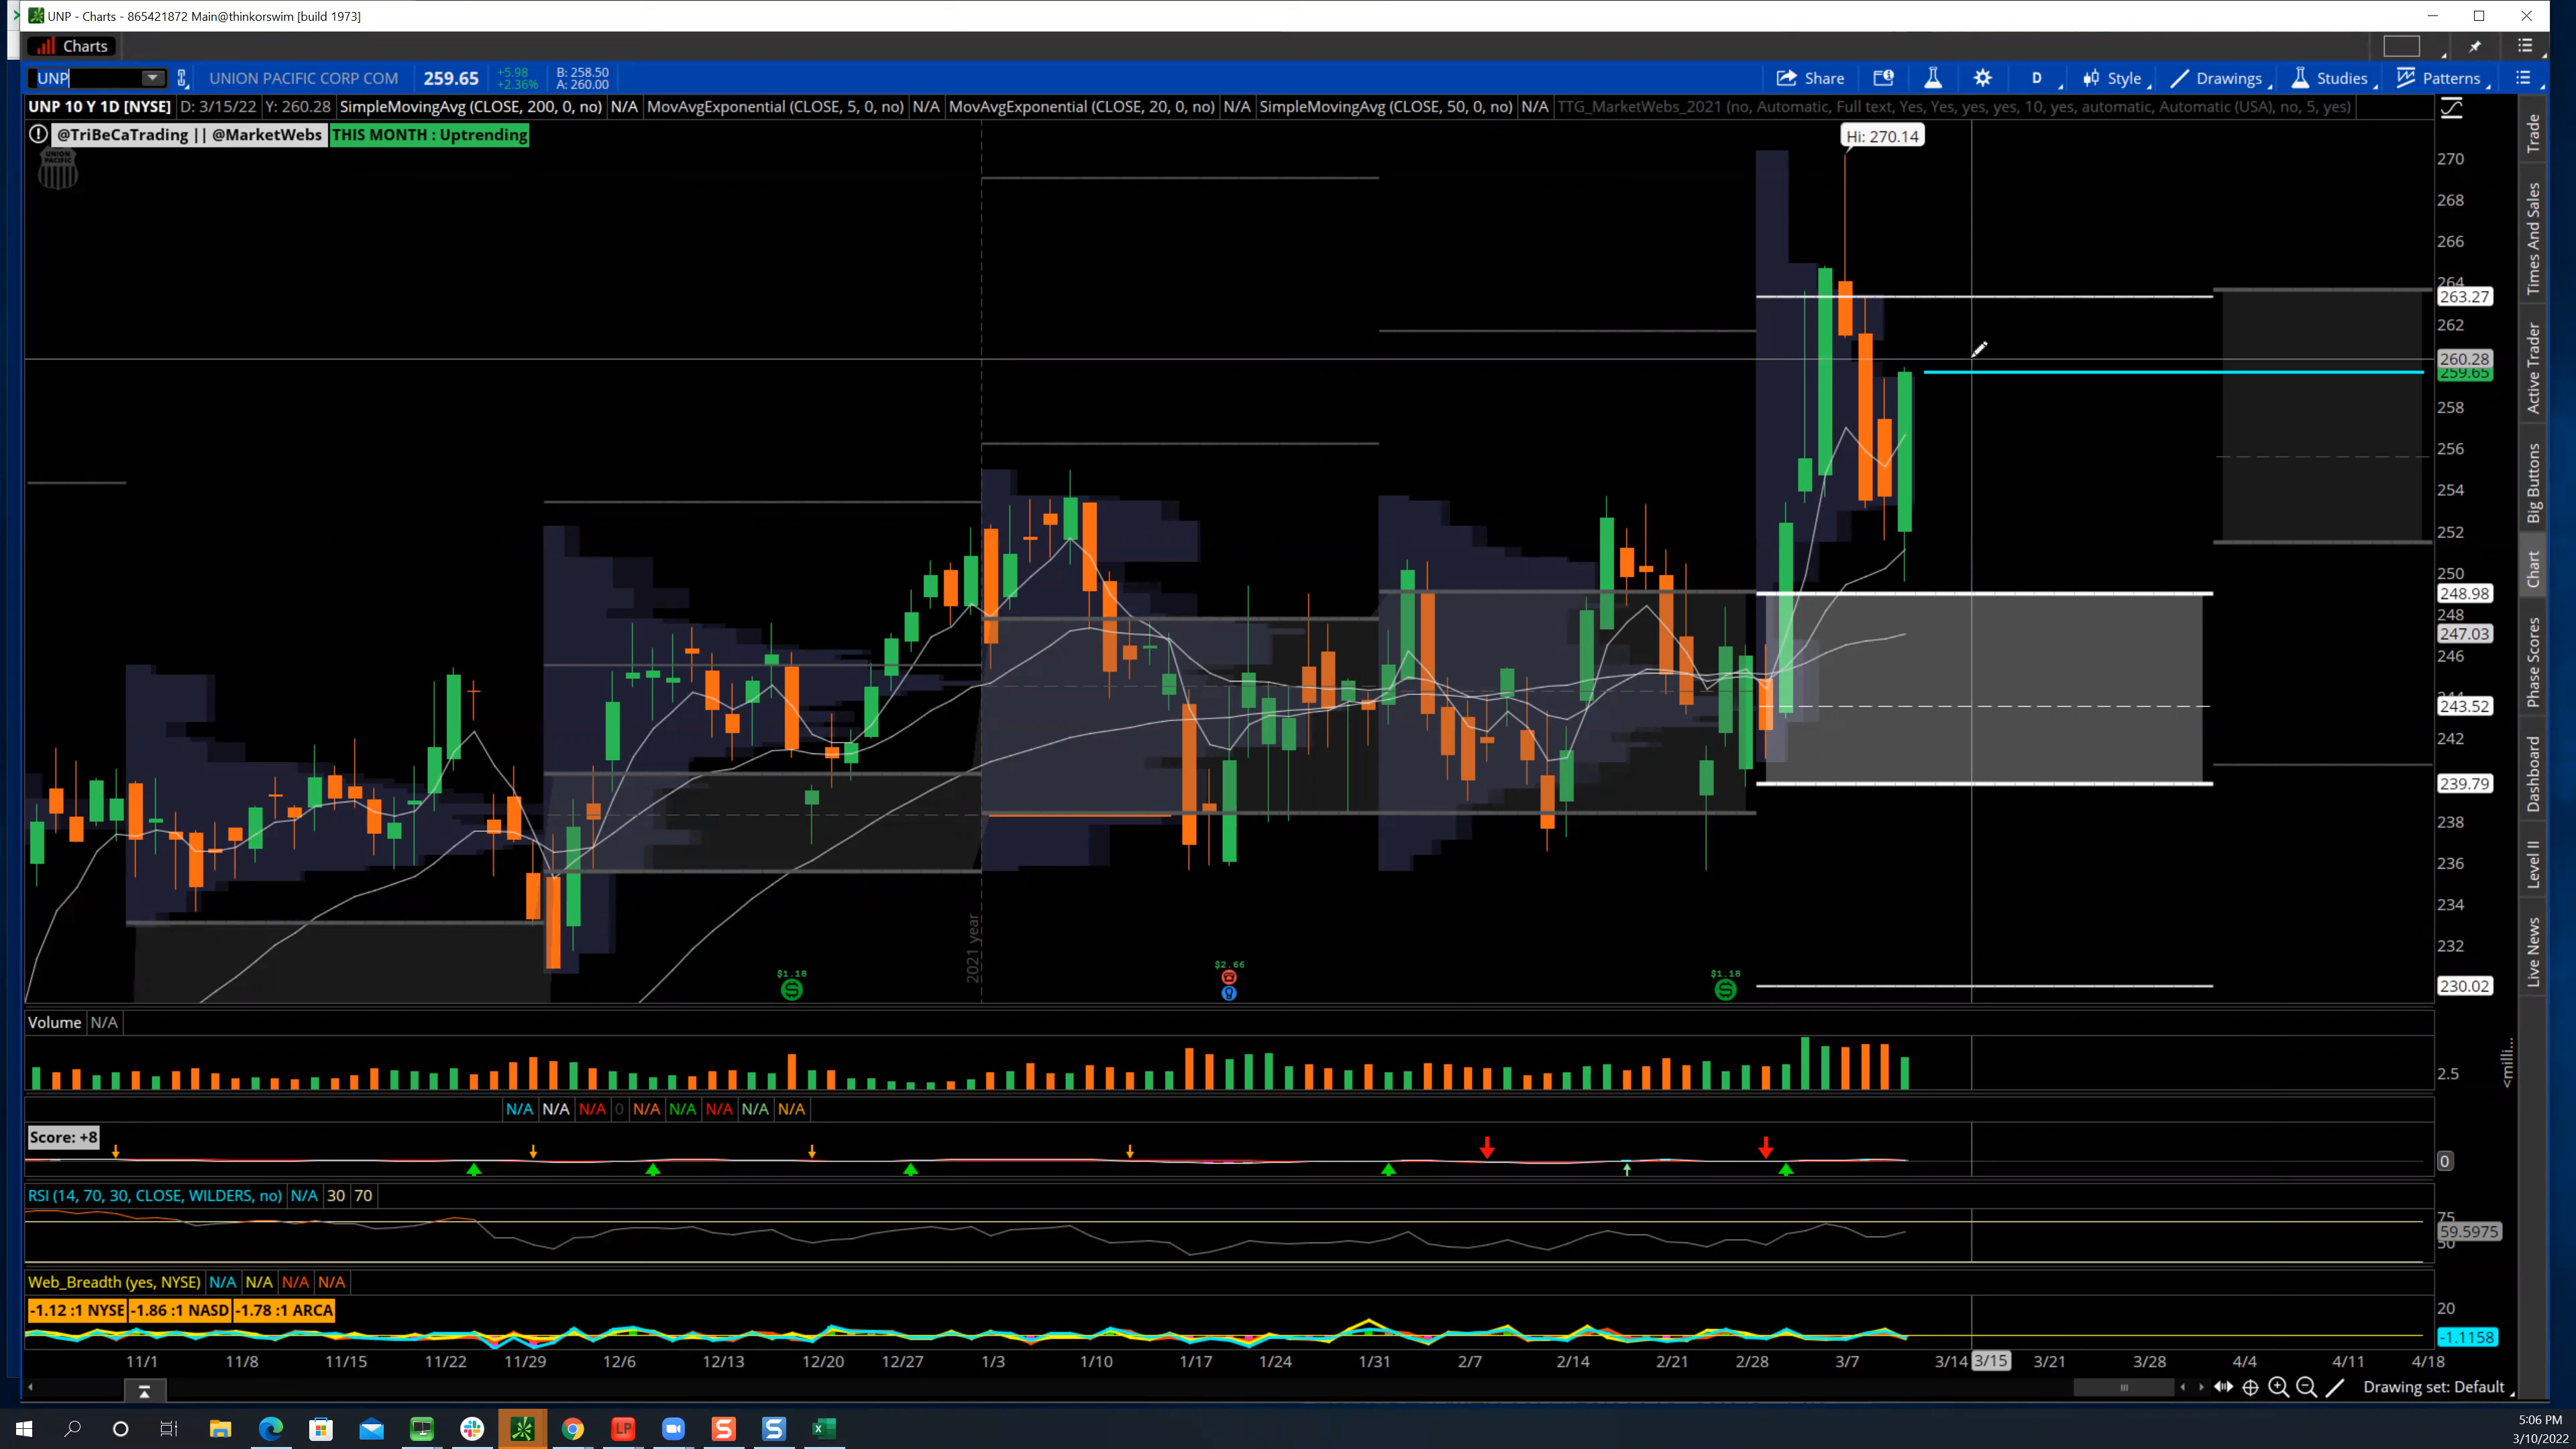 UNP - Charts - 865421872 Main@thinkorswim [build 1973]
Charts
UNP UNION PACIFIC CORP COM 259.65 +5.98 +2.36% B: 258.50 A: 260.00 Share D Style Drawings Studies Patterns
UNP 10 Y 1D [NYSE] D: 3/15/22 Y: 260.28 SimpleMovingAvg (CLOSE, 200, 0, no) N/A MovAvgExponential (CLOSE, 5, 0, no) N/A MovAvgExponential (CLOSE, 20, 0, no) N/A SimpleMovingAvg (CLOSE, 50, 0, no) N/A TTG_MarketWebs_2021 (no, Automatic, Full text, Yes, Yes, yes, yes, 10, yes, automatic, Automatic (USA), no, 5, yes)
@TriBeCaTrading || @MarketWebs THIS MONTH : Uptrending
UNION PACIFIC
Hi: 270.14
270
268
266
264
263.27
262
260.28
259.65
258
256
254
252
250
248.98
248
247.03
246
244
243.52
242
239.79
238
236
234
232
230.02
2021 year
$1.18
$2.66
$1.18
Trade
Times And Sales
Active Trader
Big Buttons
Chart
Phase Scores
Dashboard
Level II
Live News
Volume N/A
2.5
<milli...
N/A N/A N/A 0 N/A N/A N/A N/A N/A
Score: +8
0
RSI (14, 70, 30, CLOSE, WILDERS, no) N/A 30 70
75
59.5975
50
Web_Breadth (yes, NYSE) N/A N/A N/A N/A
-1.12 :1 NYSE -1.86 :1 NASD -1.78 :1 ARCA
20
-1.1158
11/1 11/8 11/15 11/22 11/29 12/6 12/13 12/20 12/27 1/3 1/10 1/17 1/24 1/31 2/7 2/14 2/21 2/28 3/7 3/14 3/15 3/21 3/28 4/4 4/11 4/18
Drawing set: Default
LP
5:06 PM
3/10/2022